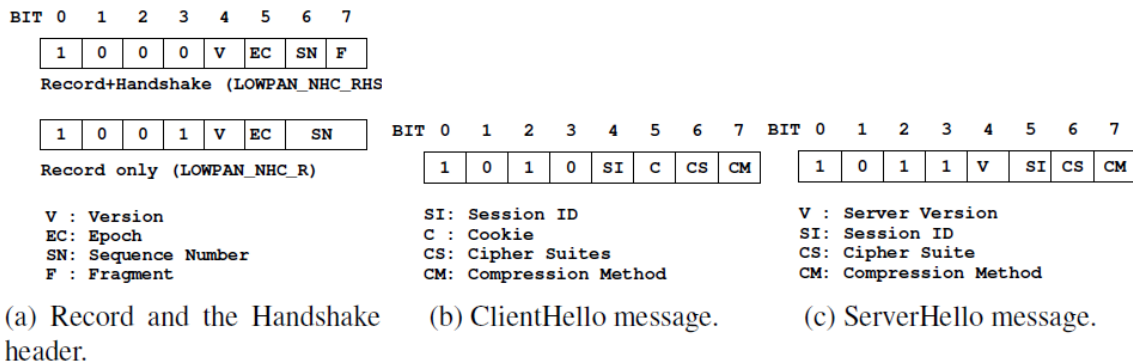 BIT 0 1 2 3 4 5 6 7
1 0 0 0 V EC SN F
Record+Handshake (LOWPAN_NHC_RHS
1 0 0 1 V EC SN
Record only (LOWPAN_NHC_R)
V : Version
EC: Epoch
SN: Sequence Number
F : Fragment
(a) Record and the Handshake
header.
BIT 0 1 2 3 4 5 6 7
1 0 1 0 SI C CS CM
SI: Session ID
C : Cookie
CS: Cipher Suites
CM: Compression Method
(b) ClientHello message.
BIT 0 1 2 3 4 5 6 7
1 0 1 1 V SI CS CM
V : Server Version
SI: Session ID
CS: Cipher Suite
CM: Compression Method
(c) ServerHello message.